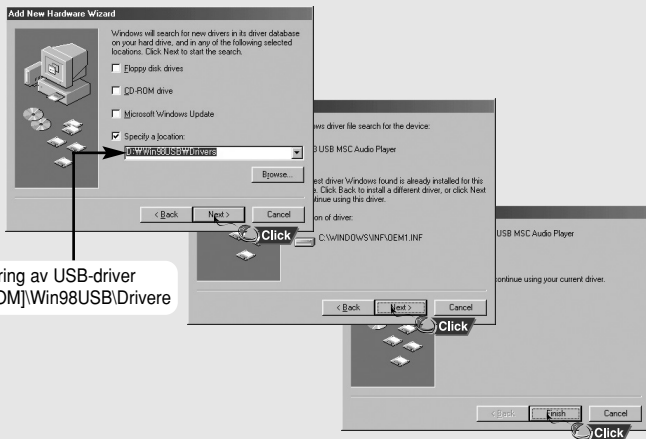 Add New Hardware Wizard
Windows will search for new drivers in its driver database
on your hard drive, and in any of the following selected
locations. Click Next to start the search.
Floppy disk drives
CD-ROM drive
Microsoft Windows Update
Specify a location:
D:₩Win98USB₩Drivere
Browse...
< Back
Next >
Cancel
Click
ring av USB-driver
OM]\Win98USB\Drivere
ws driver file search for the device:
USB MSC Audio Player
est driver Windows found is already installed for this
. Click Back to install a different driver, or click Next
tinue using this driver.
on of driver:
C:\WINDOWS\INF\OEM1.INF
< Back
Next >
Cancel
Click
USB MSC Audio Player
continue using your current driver.
< Back
Finish
Cancel
Click